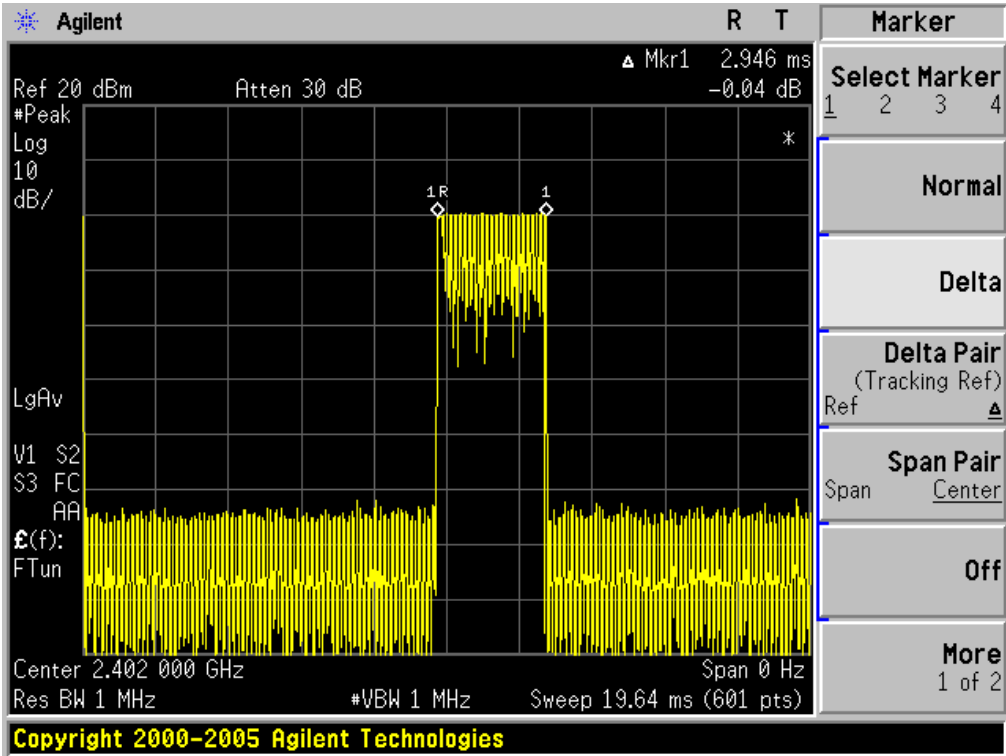 Agilent R T
Marker
Δ Mkr1 2.946 ms
Ref 20 dBm Atten 30 dB -0.04 dB
#Peak
Log
10
dB/
1R 1
*
LgAv
V1 S2
S3 FC
AA
£(f):
FTun
Center 2.402 000 GHz Span 0 Hz
Res BW 1 MHz #VBW 1 MHz Sweep 19.64 ms (601 pts)
Select Marker
1 2 3 4
Normal
Delta
Delta Pair
(Tracking Ref)
Ref Δ
Span Pair
Span Center
Off
More
1 of 2
Copyright 2000-2005 Agilent Technologies